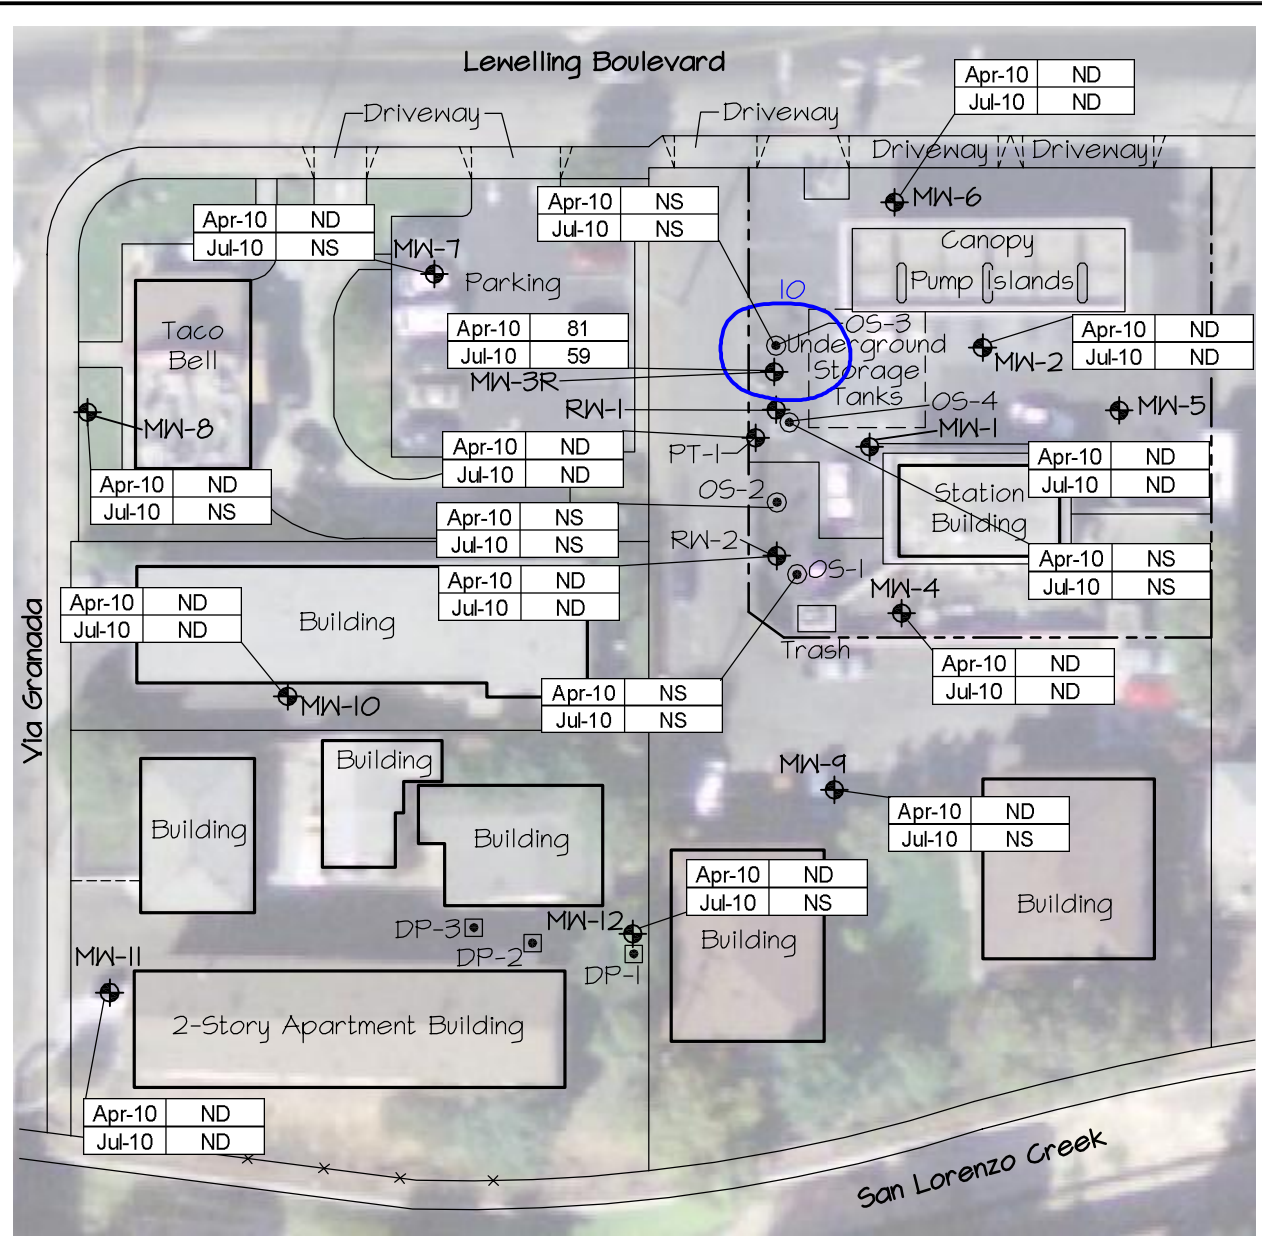 Lewelling Boulevard
Apr-10 ND
Jul-10 ND
Driveway
Driveway
Driveway
Driveway
MW-6
Apr-10 NS
Jul-10 NS
Apr-10 ND
Jul-10 NS
MW-7
Canopy
Pump Islands
Parking
10
Taco
Bell
Apr-10 81
Jul-10 59
MW-3R
OS-3
Underground
Storage
Tanks
Apr-10 ND
Jul-10 ND
MW-2
RW-1
OS-4
MW-1
MW-5
MW-8
PT-1
Apr-10 ND
Jul-10 ND
Apr-10 ND
Jul-10 ND
Apr-10 ND
Jul-10 NS
OS-2
Station
Building
Apr-10 NS
Jul-10 NS
RW-2
Apr-10 NS
Jul-10 NS
OS-1
Apr-10 ND
Jul-10 ND
Apr-10 ND
Jul-10 ND
Building
MW-4
Trash
Via Granada
Apr-10 ND
Jul-10 ND
MW-10
Apr-10 NS
Jul-10 NS
Building
MW-9
Building
Building
Apr-10 ND
Jul-10 NS
Apr-10 ND
Jul-10 NS
Building
Building
DP-3
DP-2
MW-12
DP-1
MW-11
2-Story Apartment Building
Apr-10 ND
Jul-10 ND
San Lorenzo Creek